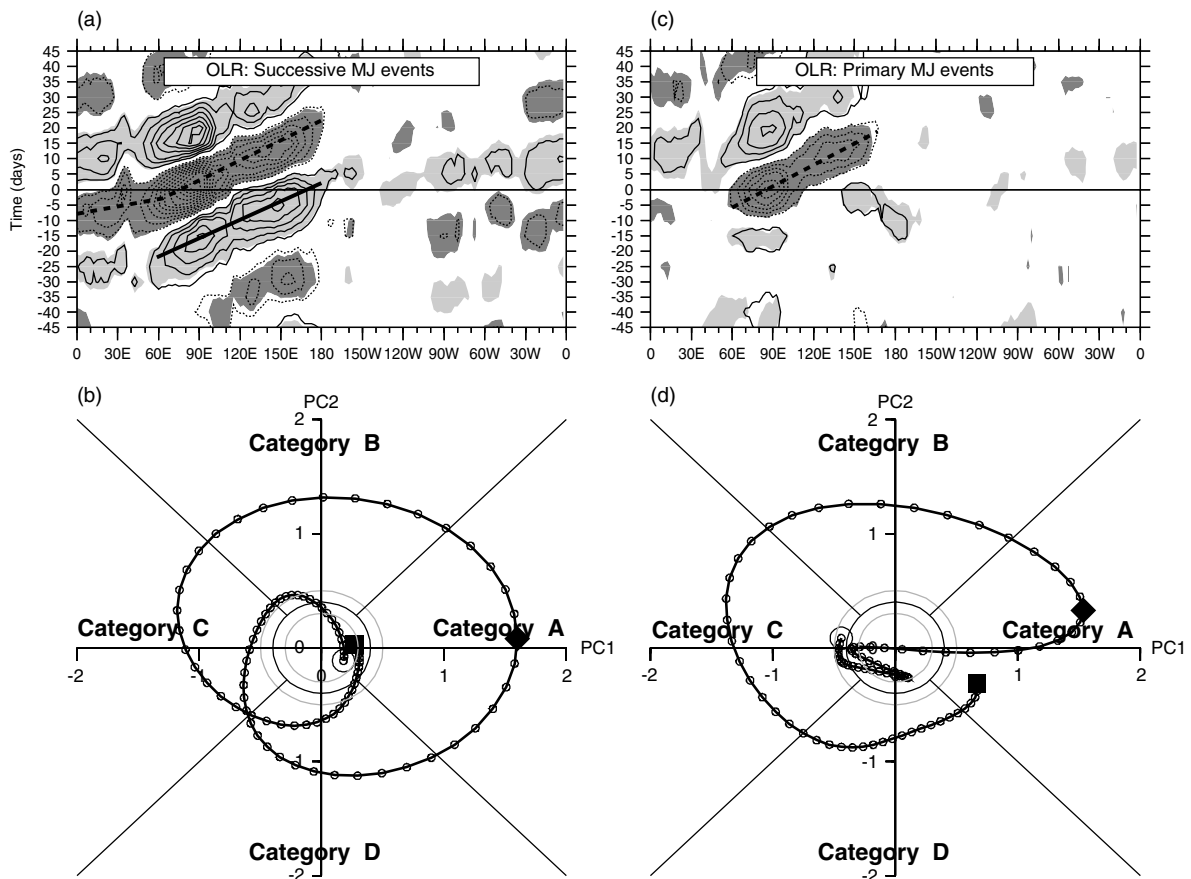 (a)
OLR: Successive MJ events
Time (days)
45
40
35
30
25
20
15
10
5
0
-5
-10
-15
-20
-25
-30
-35
-40
-45
0 30E 60E 90E 120E 150E 180 150W 120W 90W 60W 30W 0
(c)
OLR: Primary MJ events
45
40
35
30
25
20
15
10
5
0
-5
-10
-15
-20
-25
-30
-35
-40
-45
0 30E 60E 90E 120E 150E 180 150W 120W 90W 60W 30W 0
(b)
PC2
2
Category B
1
Category C
0
Category A
PC1
-2 -1 0 1 2
-1
Category D
-2
(d)
PC2
2
Category B
1
Category C
0
Category A
PC1
-2 -1 0 1 2
-1
Category D
-2